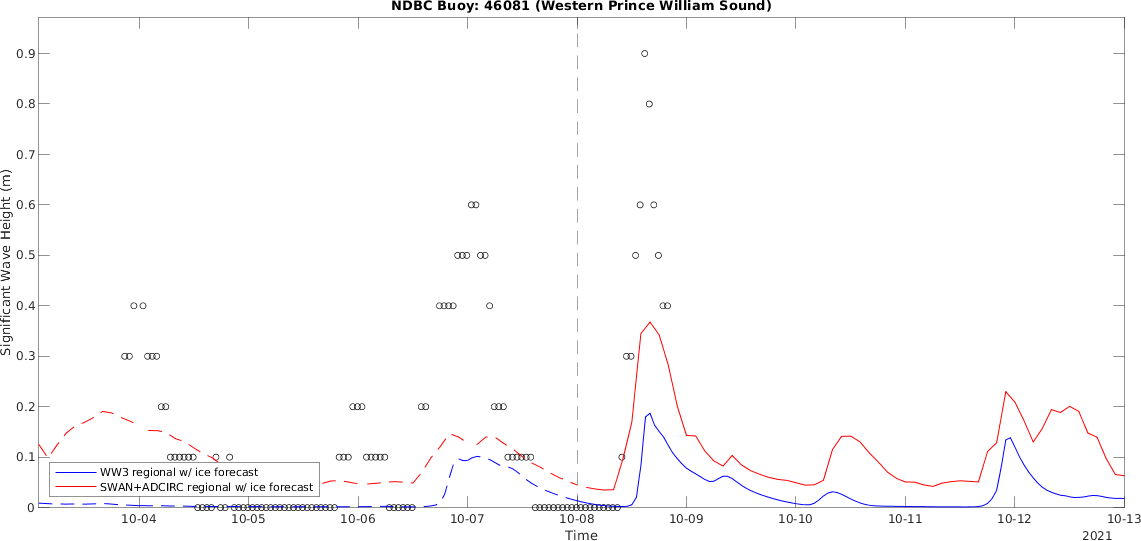 NDBC Buoy: 46081 (Western Prince William Sound)
Significant Wave Height (m)
0.9
0.8
0.7
0.6
0.5
0.4
0.3
0.2
0.1
0
WW3 regional w/ ice forecast
SWAN+ADCIRC regional w/ ice forecast
10-04 10-05 10-06 10-07 10-08 10-09 10-10 10-11 10-12 10-13
Time
2021